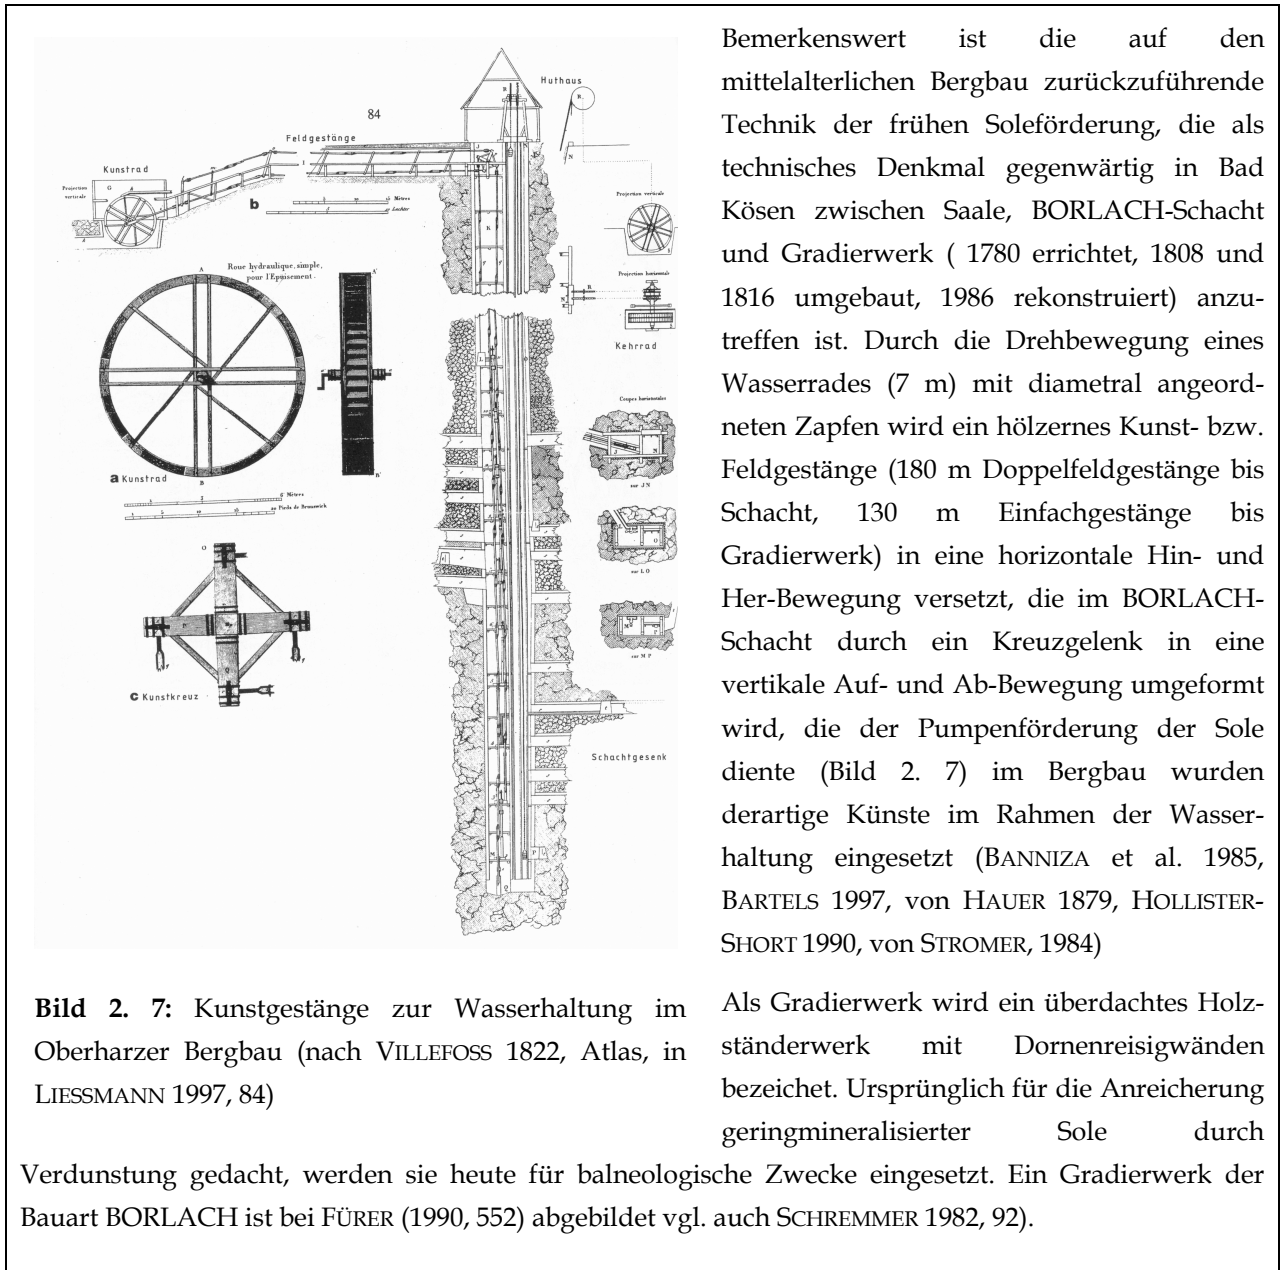 84
Huthaus
R.
N
Feldgestänge
Kunstrad
Projection
verticale
G
b
Mètres
Lachter
Projection
verticale
Projection horizontale
Kehrrad
Roue hydraulique, simple,
pour l'Epuisement.
A
B
a Kunstrad
6 Mètres
Pieds de Brunswick
Coupes horizontales
sur J N
sur L O
sur M P
O
c Kunstkreuz
Schachtgesenk
M
P
Bemerkenswert ist die auf den
mittelalterlichen Bergbau zurückzuführende
Technik der frühen Soleförderung, die als
technisches Denkmal gegenwärtig in Bad
Kösen zwischen Saale, BORLACH-Schacht
und Gradierwerk ( 1780 errichtet, 1808 und
1816 umgebaut, 1986 rekonstruiert) anzu-
treffen ist. Durch die Drehbewegung eines
Wasserrades (7 m) mit diametral angeord-
neten Zapfen wird ein hölzernes Kunst- bzw.
Feldgestänge (180 m Doppelfeldgestänge bis
Schacht, 130 m Einfachgestänge bis
Gradierwerk) in eine horizontale Hin- und
Her-Bewegung versetzt, die im BORLACH-
Schacht durch ein Kreuzgelenk in eine
vertikale Auf- und Ab-Bewegung umgeformt
wird, die der Pumpenförderung der Sole
diente (Bild 2. 7) im Bergbau wurden
derartige Künste im Rahmen der Wasser-
haltung eingesetzt (BANNIZA et al. 1985,
BARTELS 1997, von HAUER 1879, HOLLISTER-
SHORT 1990, von STROMER, 1984)
Bild 2. 7: Kunstgestänge zur Wasserhaltung im
Oberharzer Bergbau (nach VILLEFOSS 1822, Atlas, in
LIESSMANN 1997, 84)
Als Gradierwerk wird ein überdachtes Holz-
ständerwerk mit Dornenreisigwänden
bezeichet. Ursprünglich für die Anreicherung
geringmineralisierter Sole durch
Verdunstung gedacht, werden sie heute für balneologische Zwecke eingesetzt. Ein Gradierwerk der
Bauart BORLACH ist bei FÜRER (1990, 552) abgebildet vgl. auch SCHREMMER 1982, 92).